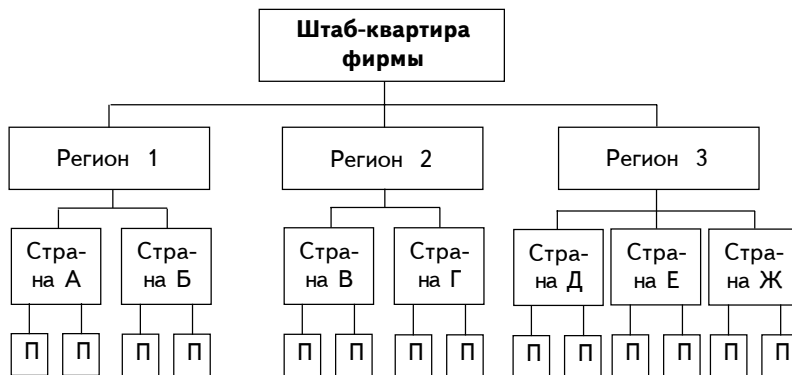 Штаб-квартира
фирмы
Регион 1
Регион 2
Регион 3
Стра-
на А
Стра-
на Б
Стра-
на В
Стра-
на Г
Стра-
на Д
Стра-
на Е
Стра-
на Ж
П
П
П
П
П
П
П
П
П
П
П
П
П
П